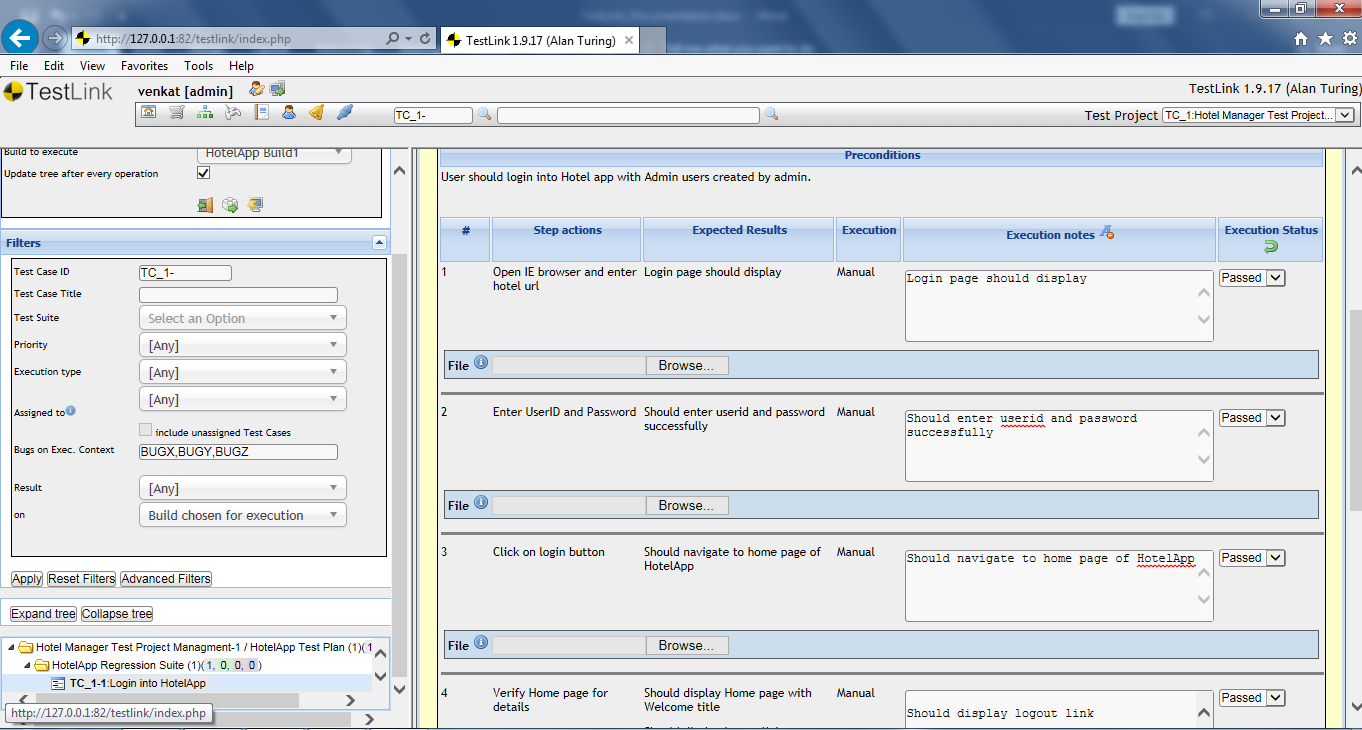 http://127.0.0.1:82/testlink/index.php
TestLink 1.9.17 (Alan Turing)
File Edit View Favorites Tools Help
TestLink
venkat [admin]
TestLink 1.9.17 (Alan Turing)
TC_1-
Test Project TC_1:Hotel Manager Test Project...
Build to execute
HotelApp Build1
Update tree after every operation
Filters
Test Case ID
TC_1-
Test Case Title
Test Suite
Select an Option
Priority
[Any]
Execution type
[Any]
[Any]
Assigned to
include unassigned Test Cases
Bugs on Exec. Context
BUGX,BUGY,BUGZ
Result
[Any]
on
Build chosen for execution
Apply Reset Filters Advanced Filters
Expand tree Collapse tree
Hotel Manager Test Project Managment-1 / HotelApp Test Plan (1)(1
HotelApp Regression Suite (1)(1, 0, 0, 0)
TC_1-1:Login into HotelApp
http://127.0.0.1:82/testlink/index.php
Preconditions
User should login into Hotel app with Admin users created by admin.
# Step actions Expected Results Execution Execution notes Execution Status
1
Open IE browser and enter
hotel url
Login page should display
Manual
Login page should display
Passed
File Browse...
2
Enter UserID and Password
Should enter userid and password
successfully
Manual
Should enter userid and password
successfully
Passed
File Browse...
3
Click on login button
Should navigate to home page of
HotelApp
Manual
Should navigate to home page of HotelApp
Passed
File Browse...
4
Verify Home page for
details
Should display Home page with
Welcome title
Manual
Should display logout link
Passed